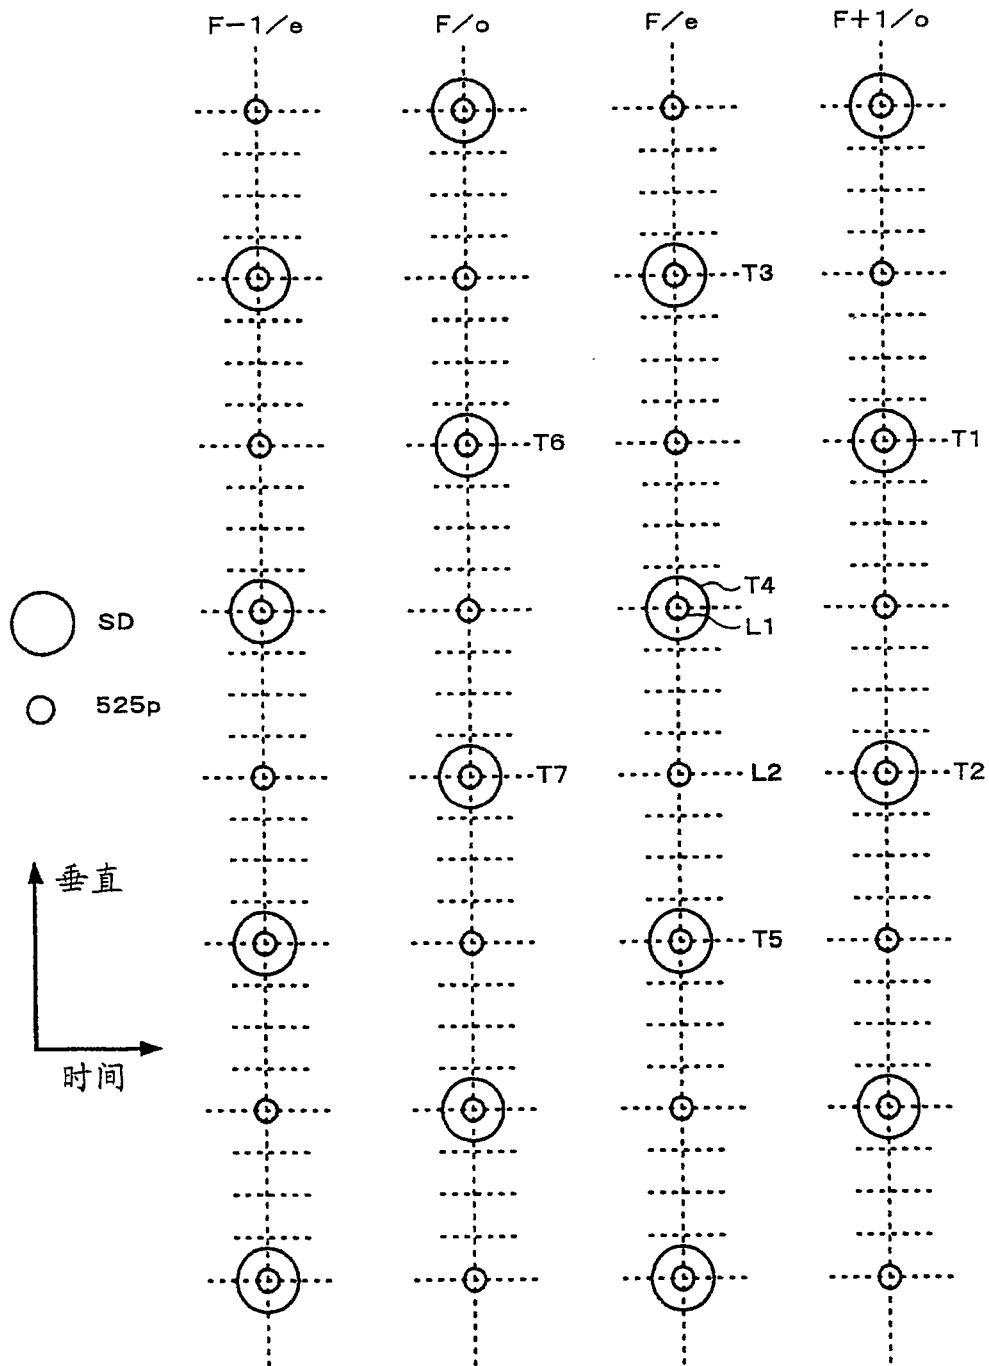 F-1/e F/o F/e F+1/o
T3
T6 T1
T4
SD L1
525p
T7 L2 T2
垂直
T5
时间